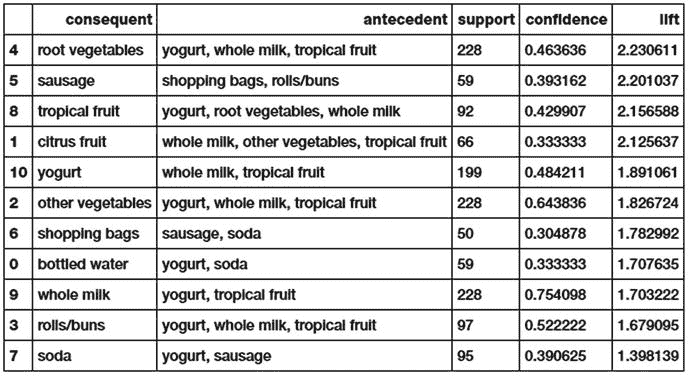 consequent antecedent support confidence lift
4 root vegetables yogurt, whole milk, tropical fruit 228 0.463636 2.230611
5 sausage shopping bags, rolls/buns 59 0.393162 2.201037
8 tropical fruit yogurt, root vegetables, whole milk 92 0.429907 2.156588
1 citrus fruit whole milk, other vegetables, tropical fruit 66 0.333333 2.125637
10 yogurt whole milk, tropical fruit 199 0.484211 1.891061
2 other vegetables yogurt, whole milk, tropical fruit 228 0.643836 1.826724
6 shopping bags sausage, soda 50 0.304878 1.782992
0 bottled water yogurt, soda 59 0.333333 1.707635
9 whole milk yogurt, tropical fruit 228 0.754098 1.703222
3 rolls/buns yogurt, whole milk, tropical fruit 97 0.522222 1.679095
7 soda yogurt, sausage 95 0.390625 1.398139